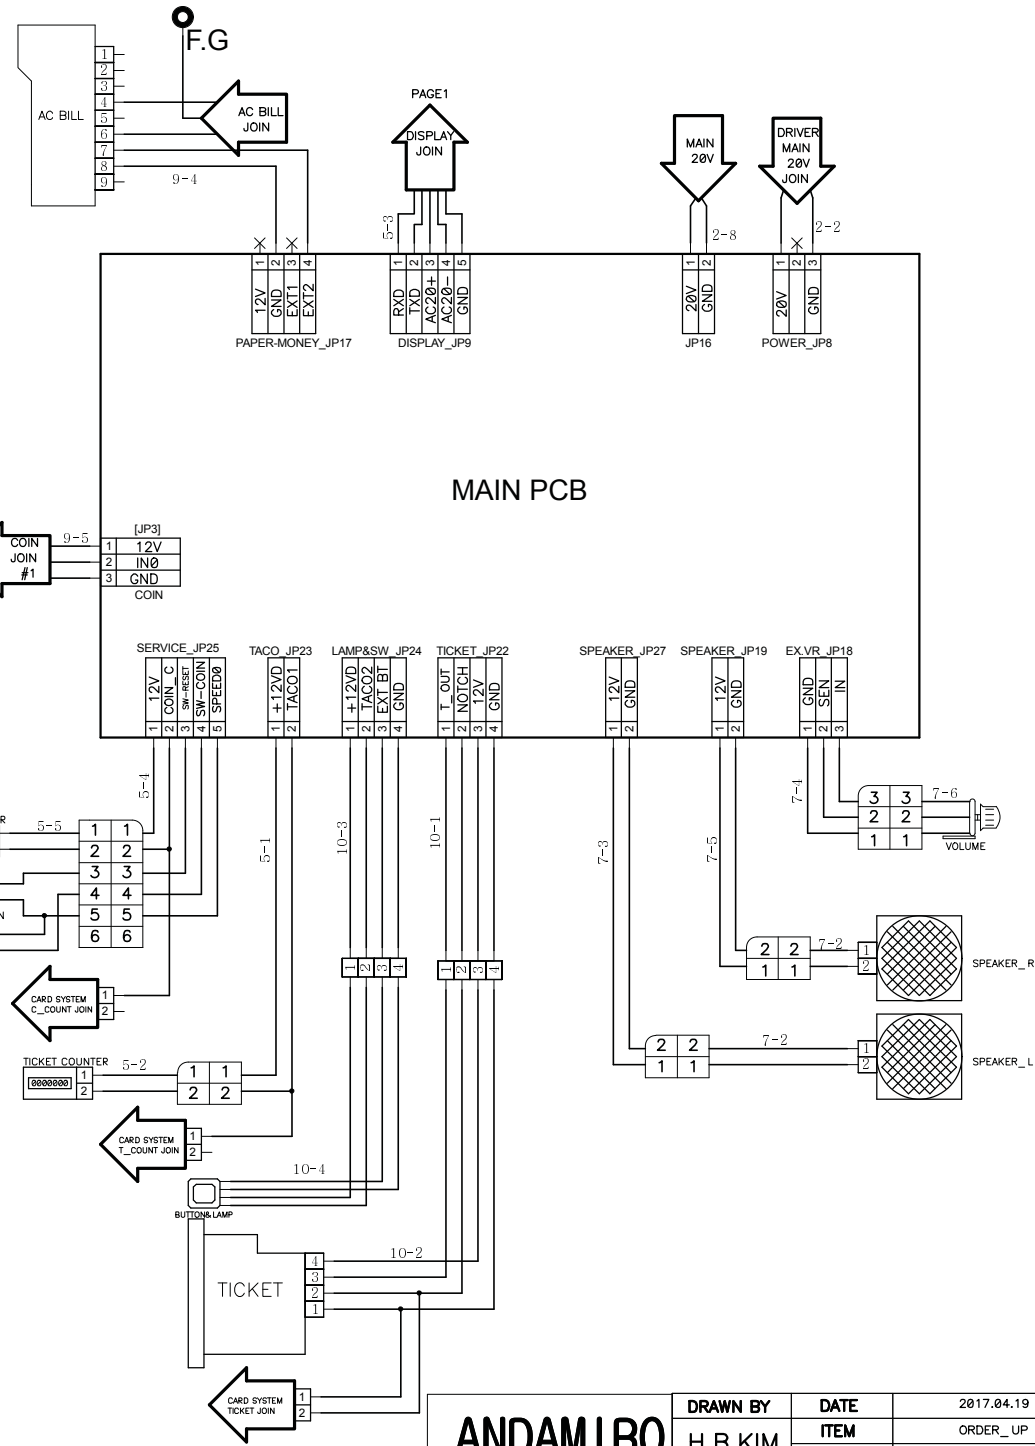 F.G
1
2
3
4
5
6
7
8
9
AC BILL
AC BILL
JOIN
9-4
PAGE1
DISPLAY
JOIN
5-3
MAIN
20V
2-8
DRIVER
MAIN
20V
JOIN
2-2
1 2 3 4
12V
GND
EXT1
EXT2
PAPER-MONEY_JP17
1 2 3 4 5
RXD
TXD
AC20+
AC20-
GND
DISPLAY_JP9
1 2
20V
GND
JP16
1 2 3
20V
GND
POWER_JP8
MAIN PCB
COIN
JOIN
#1
9-5
[JP3]
1 12V
2 IN0
3 GND
COIN
SERVICE_JP25
12V
COIN_C
SW-RESET
SW-COIN
SPEED0
1 2 3 4 5
TACO_JP23
+12VD
TACO1
1 2
LAMP&SW_JP24
+12VD
TACO2
EXT BT
GND
1 2 3 4
TICKET_JP22
T_OUT
NOTCH
12V
GND
1 2 3 4
SPEAKER_JP27
12V
GND
1 2
SPEAKER_JP19
12V
GND
1 2
EX.VR_JP18
GND
SEN
IN
1 2 3
5-4
5-1
10-3
10-1
7-3
7-5
7-4
R
5-5
N
1 1
2 2
3 3
4 4
5 5
6 6
3 3
2 2
1 1
7-6
VOLUME
1 2 3 4
1 2 3 4
2 2
1 1
7-2
1
2
SPEAKER_R
CARD SYSTEM
C_COUNT JOIN
1
2
2 2
1 1
7-2
1
2
SPEAKER_L
TICKET COUNTER
0000000
1
2
5-2
1 1
2 2
CARD SYSTEM
T_COUNT JOIN
1
2
10-4
BUTTON&LAMP
TICKET
4
3
2
1
10-2
CARD SYSTEM
TICKET JOIN
1
2
ANDAMIRO
DRAWN BY
DATE
2017.04.19
H.B.KIM
ITEM
ORDER_UP